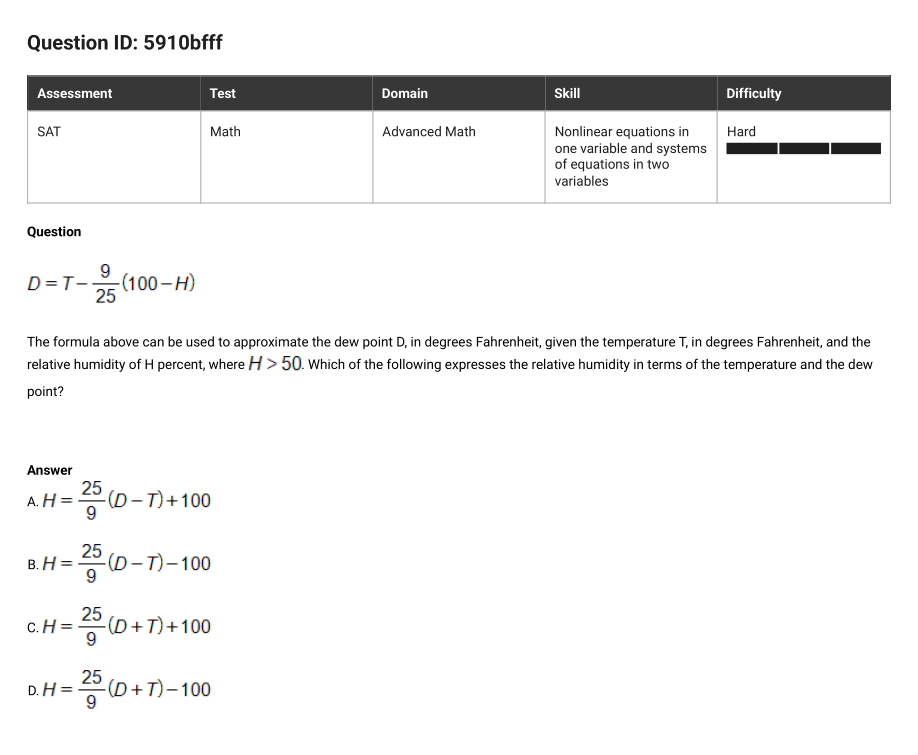 Question ID: 5910bfff
Assessment Test Domain Skill Difficulty
SAT Math Advanced Math Nonlinear equations in one variable and systems of equations in two variables Hard
Question
D = T − 9/25 (100 − H)
The formula above can be used to approximate the dew point D, in degrees Fahrenheit, given the temperature T, in degrees Fahrenheit, and the
relative humidity of H percent, where H > 50. Which of the following expresses the relative humidity in terms of the temperature and the dew
point?
Answer
A. H = 25/9 (D − T) + 100
B. H = 25/9 (D − T) − 100
C. H = 25/9 (D + T) + 100
D. H = 25/9 (D + T) − 100